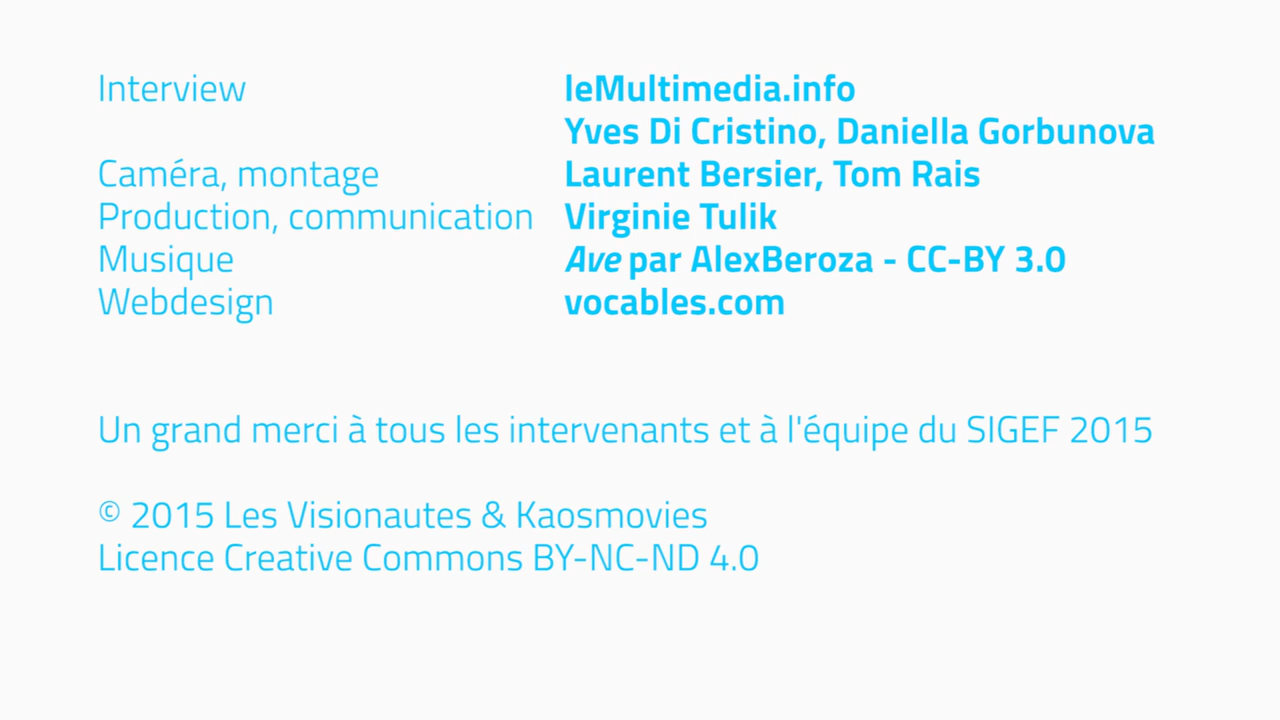 Interview leMultimedia.info
Yves Di Cristino, Daniella Gorbunova
Caméra, montage Laurent Bersier, Tom Rais
Production, communication Virginie Tulik
Musique Ave par AlexBeroza - CC-BY 3.0
Webdesign vocables.com
Un grand merci à tous les intervenants et à l'équipe du SIGEF 2015
© 2015 Les Visionautes & Kaosmovies
Licence Creative Commons BY-NC-ND 4.0